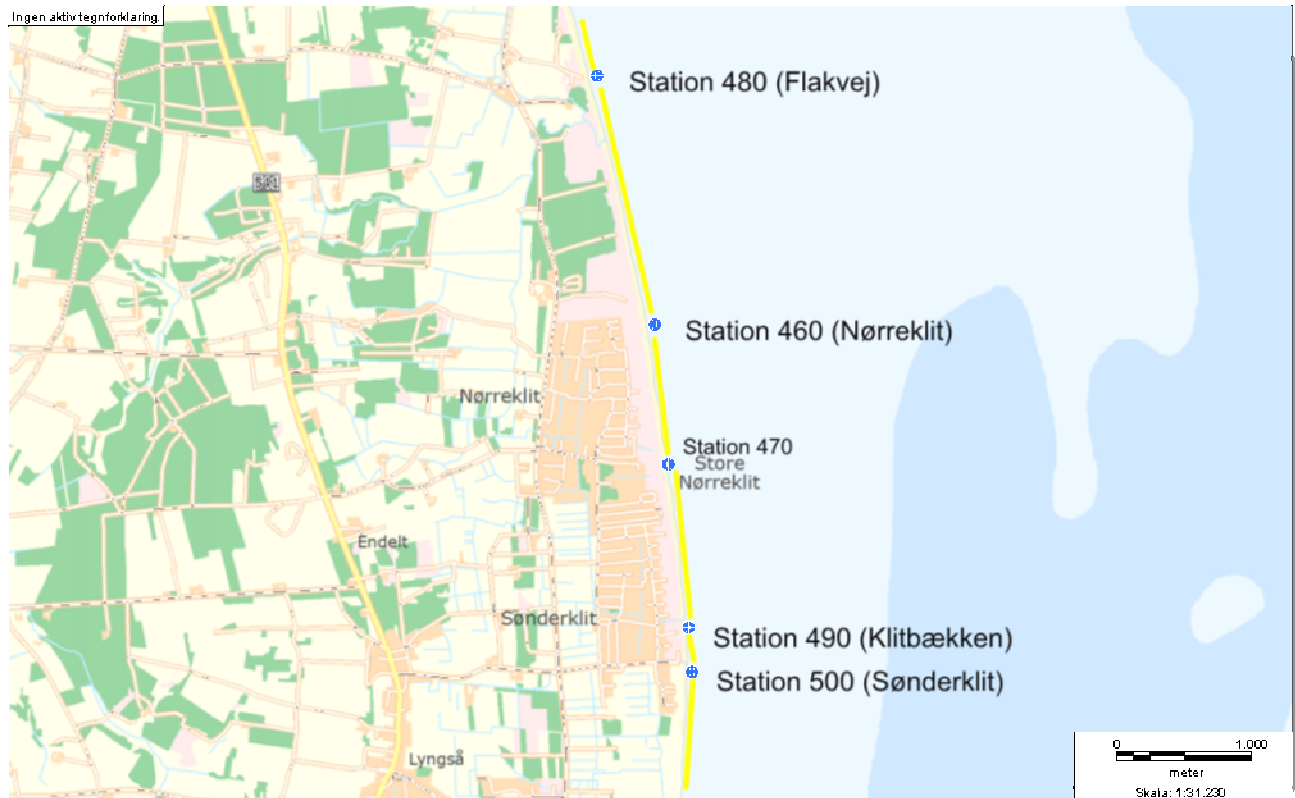 Ingen aktiv tegnforklaring.
Station 480 (Flakvej)
Station 460 (Nørreklit)
Nørreklit
Station 470
Store
Nørreklit
Endelt
Sønderklit
Station 490 (Klitbækken)
Station 500 (Sønderklit)
Lyngså
0 1.000
meter
Skala: 1:31.230